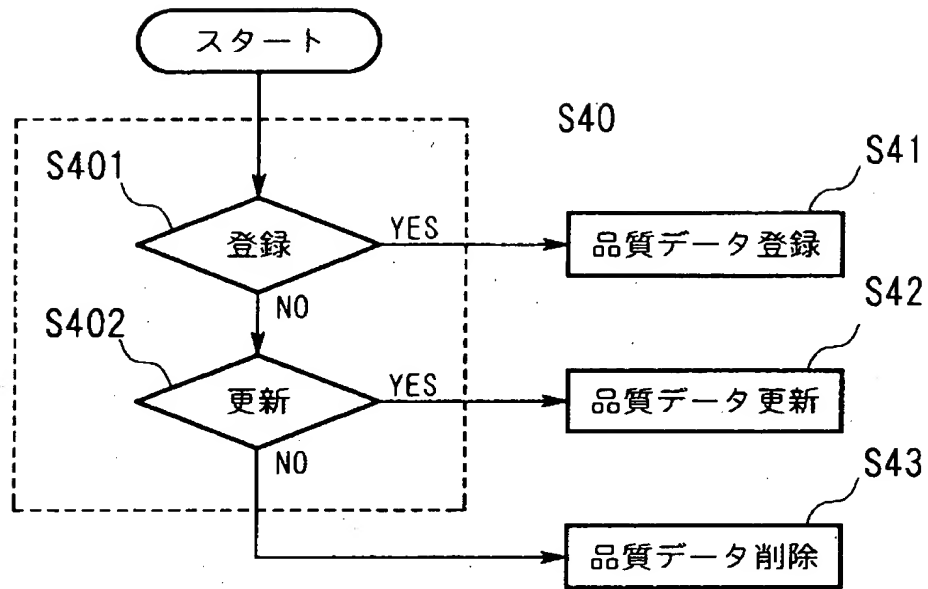 スタート
S40
S401
S41
登録
YES
品質データ登録
NO
S402
S42
更新
YES
品質データ更新
NO
S43
品質データ削除